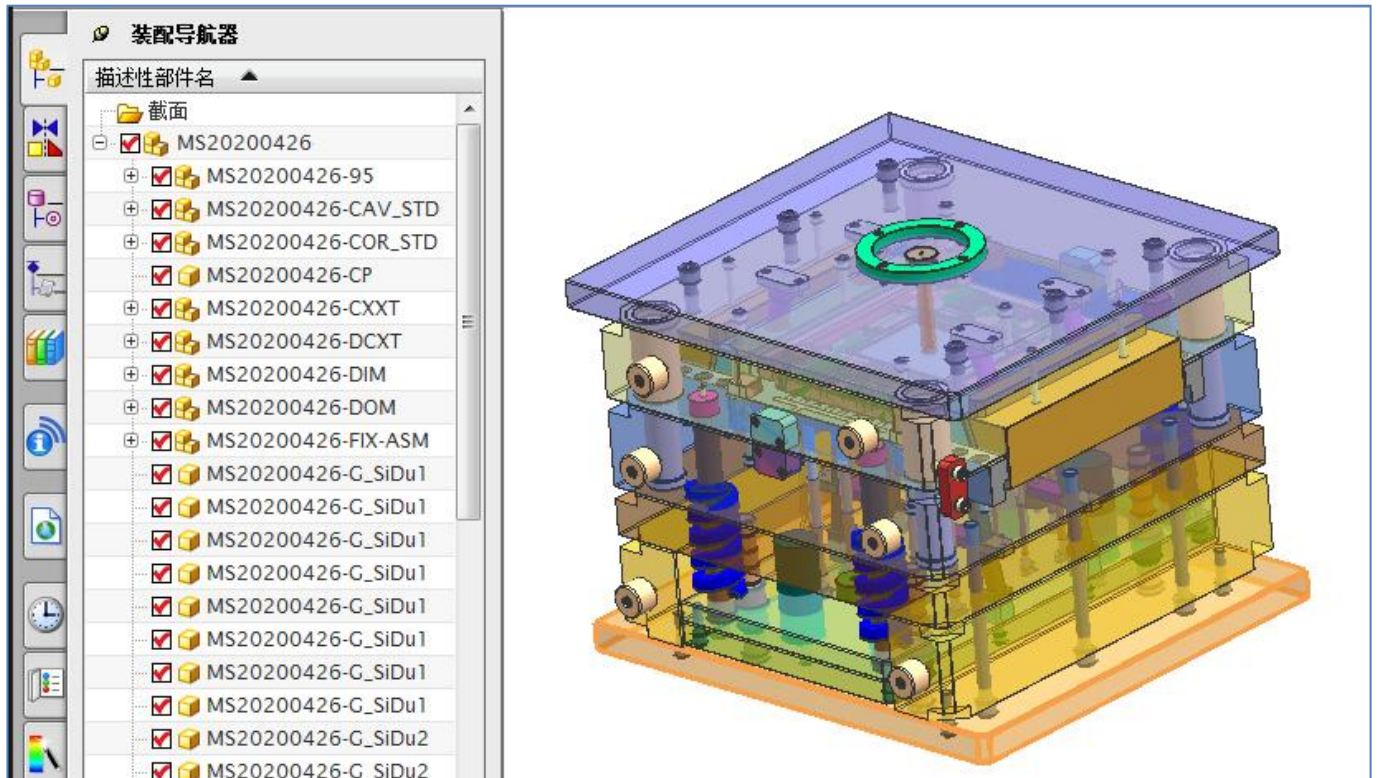 装配导航器
描述性部件名
截面
MS20200426
MS20200426-95
MS20200426-CAV_STD
MS20200426-COR_STD
MS20200426-CP
MS20200426-CXXT
MS20200426-DCXT
MS20200426-DIM
MS20200426-DOM
MS20200426-FIX-ASM
MS20200426-G_SiDu1
MS20200426-G_SiDu1
MS20200426-G_SiDu1
MS20200426-G_SiDu1
MS20200426-G_SiDu1
MS20200426-G_SiDu1
MS20200426-G_SiDu1
MS20200426-G_SiDu1
MS20200426-G_SiDu2
MS20200426-G_SiDu2